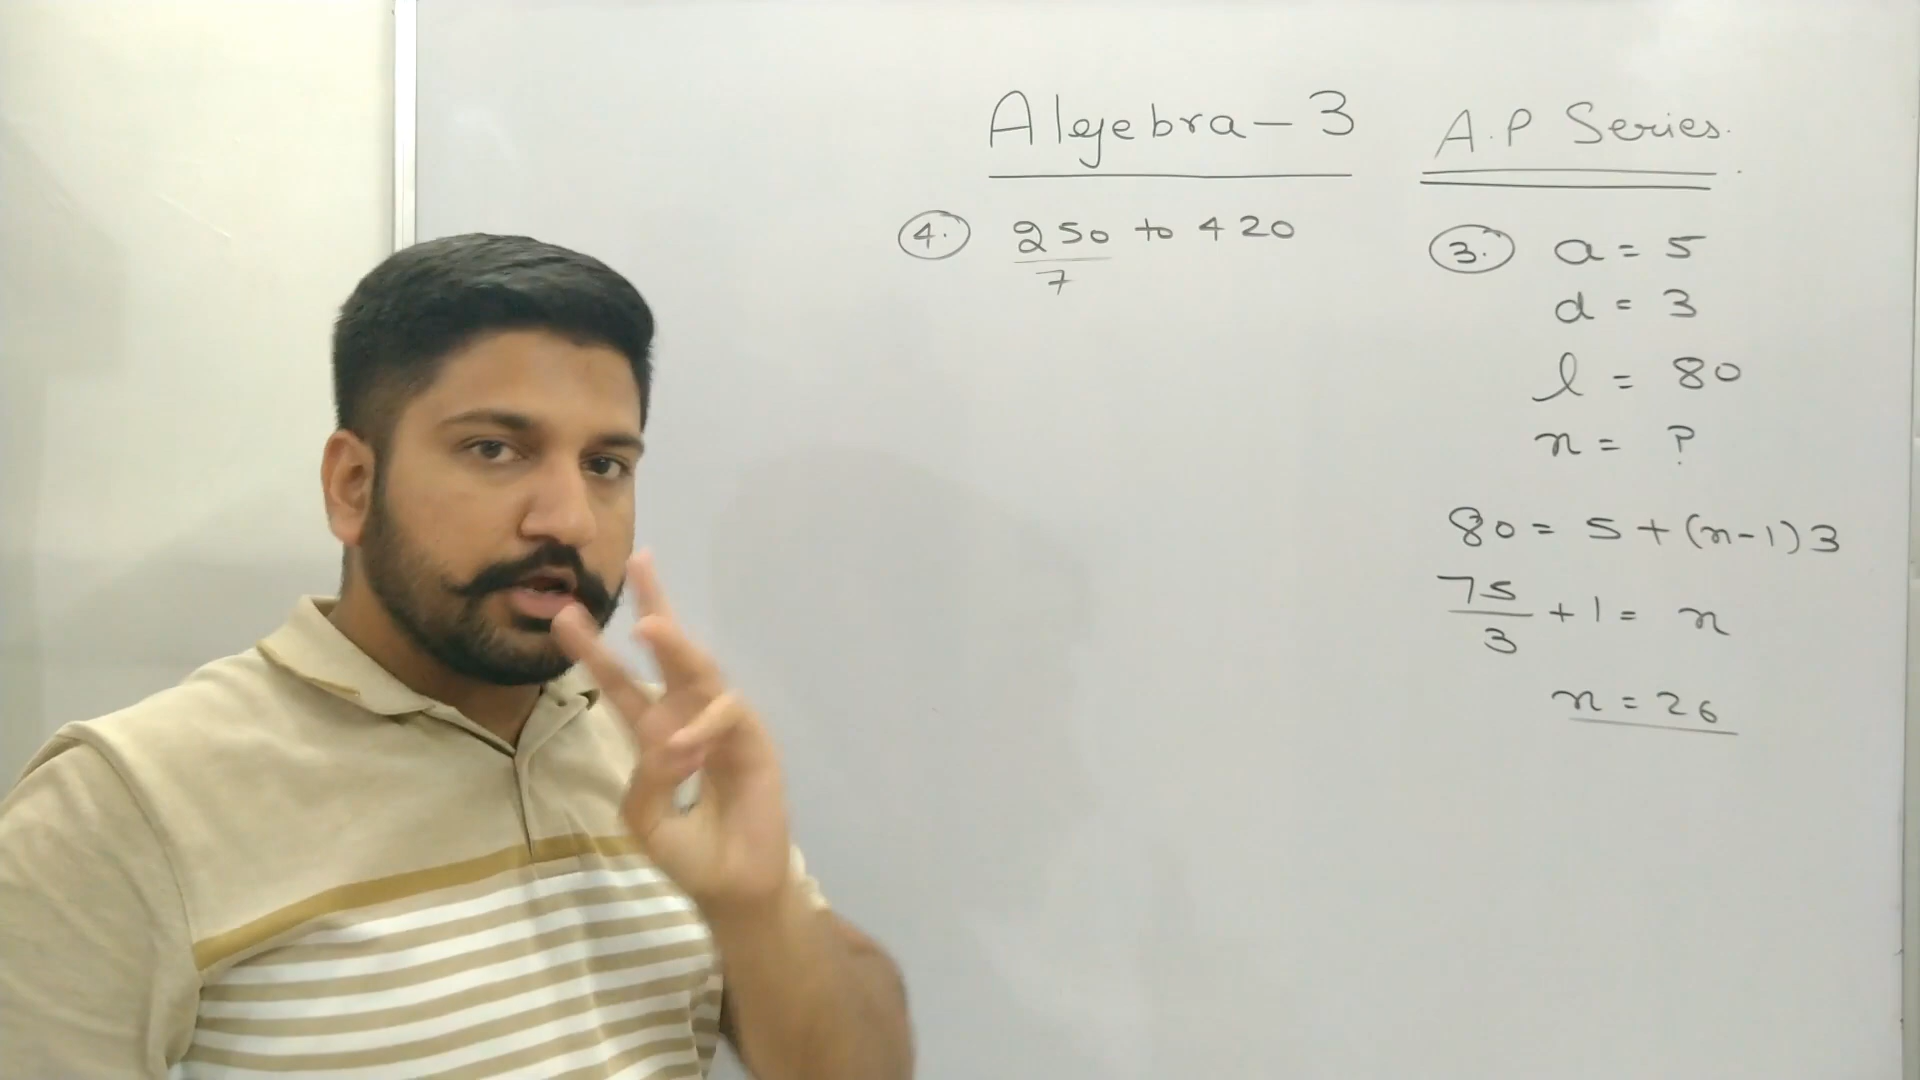 Algebra-3
A.P Series.
4. 250 to 420
7
3. a = 5
d = 3
l = 80
n = ?
80 = 5 + (n-1)3
75/3 + 1 = n
n = 26